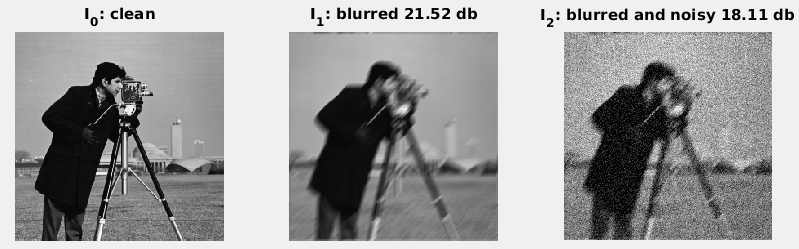 I0: clean
I1: blurred 21.52 db
I2: blurred and noisy 18.11 db